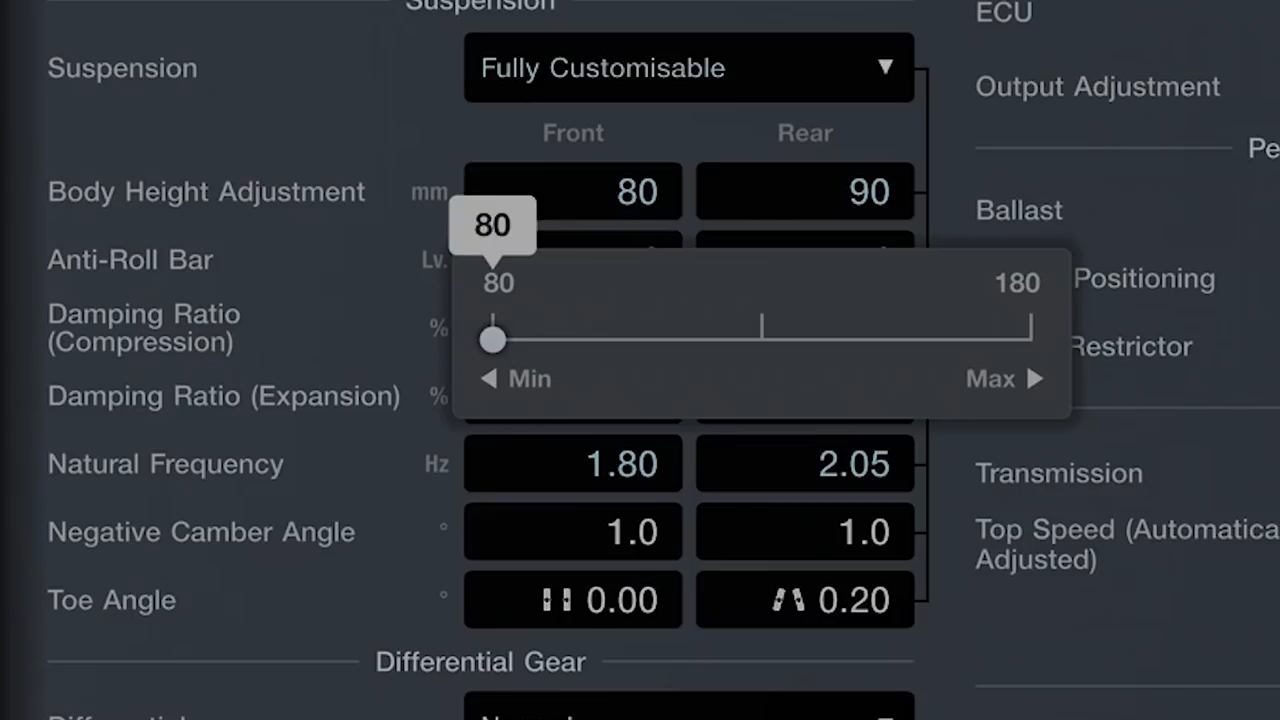 Suspension
Suspension
Fully Customisable
Front Rear
Body Height Adjustment mm 80 90
80
Anti-Roll Bar Lv.
80 180
Damping Ratio
(Compression) %
Min Max
Damping Ratio (Expansion) %
Natural Frequency Hz 1.80 2.05
Negative Camber Angle ° 1.0 1.0
Toe Angle ° 0.00 0.20
Differential Gear
ECU
Output Adjustment
Ballast
Positioning
Restrictor
Transmission
Top Speed (Automatica
Adjusted)